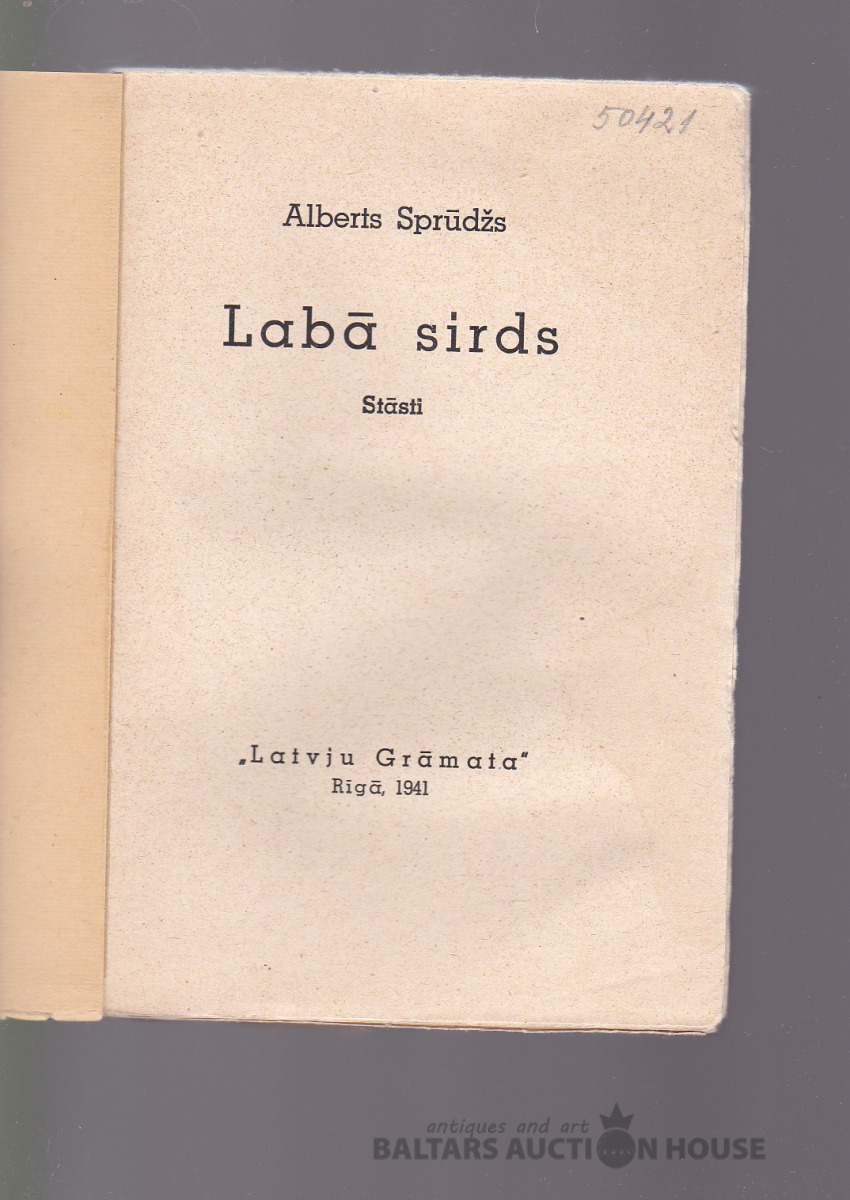 50421
Alberts Sprūdžs
Labā sirds
Stāsti
„Latvju Grāmata“
Rīgā, 1941
antiques and art
BALTARS AUCTION HOUSE